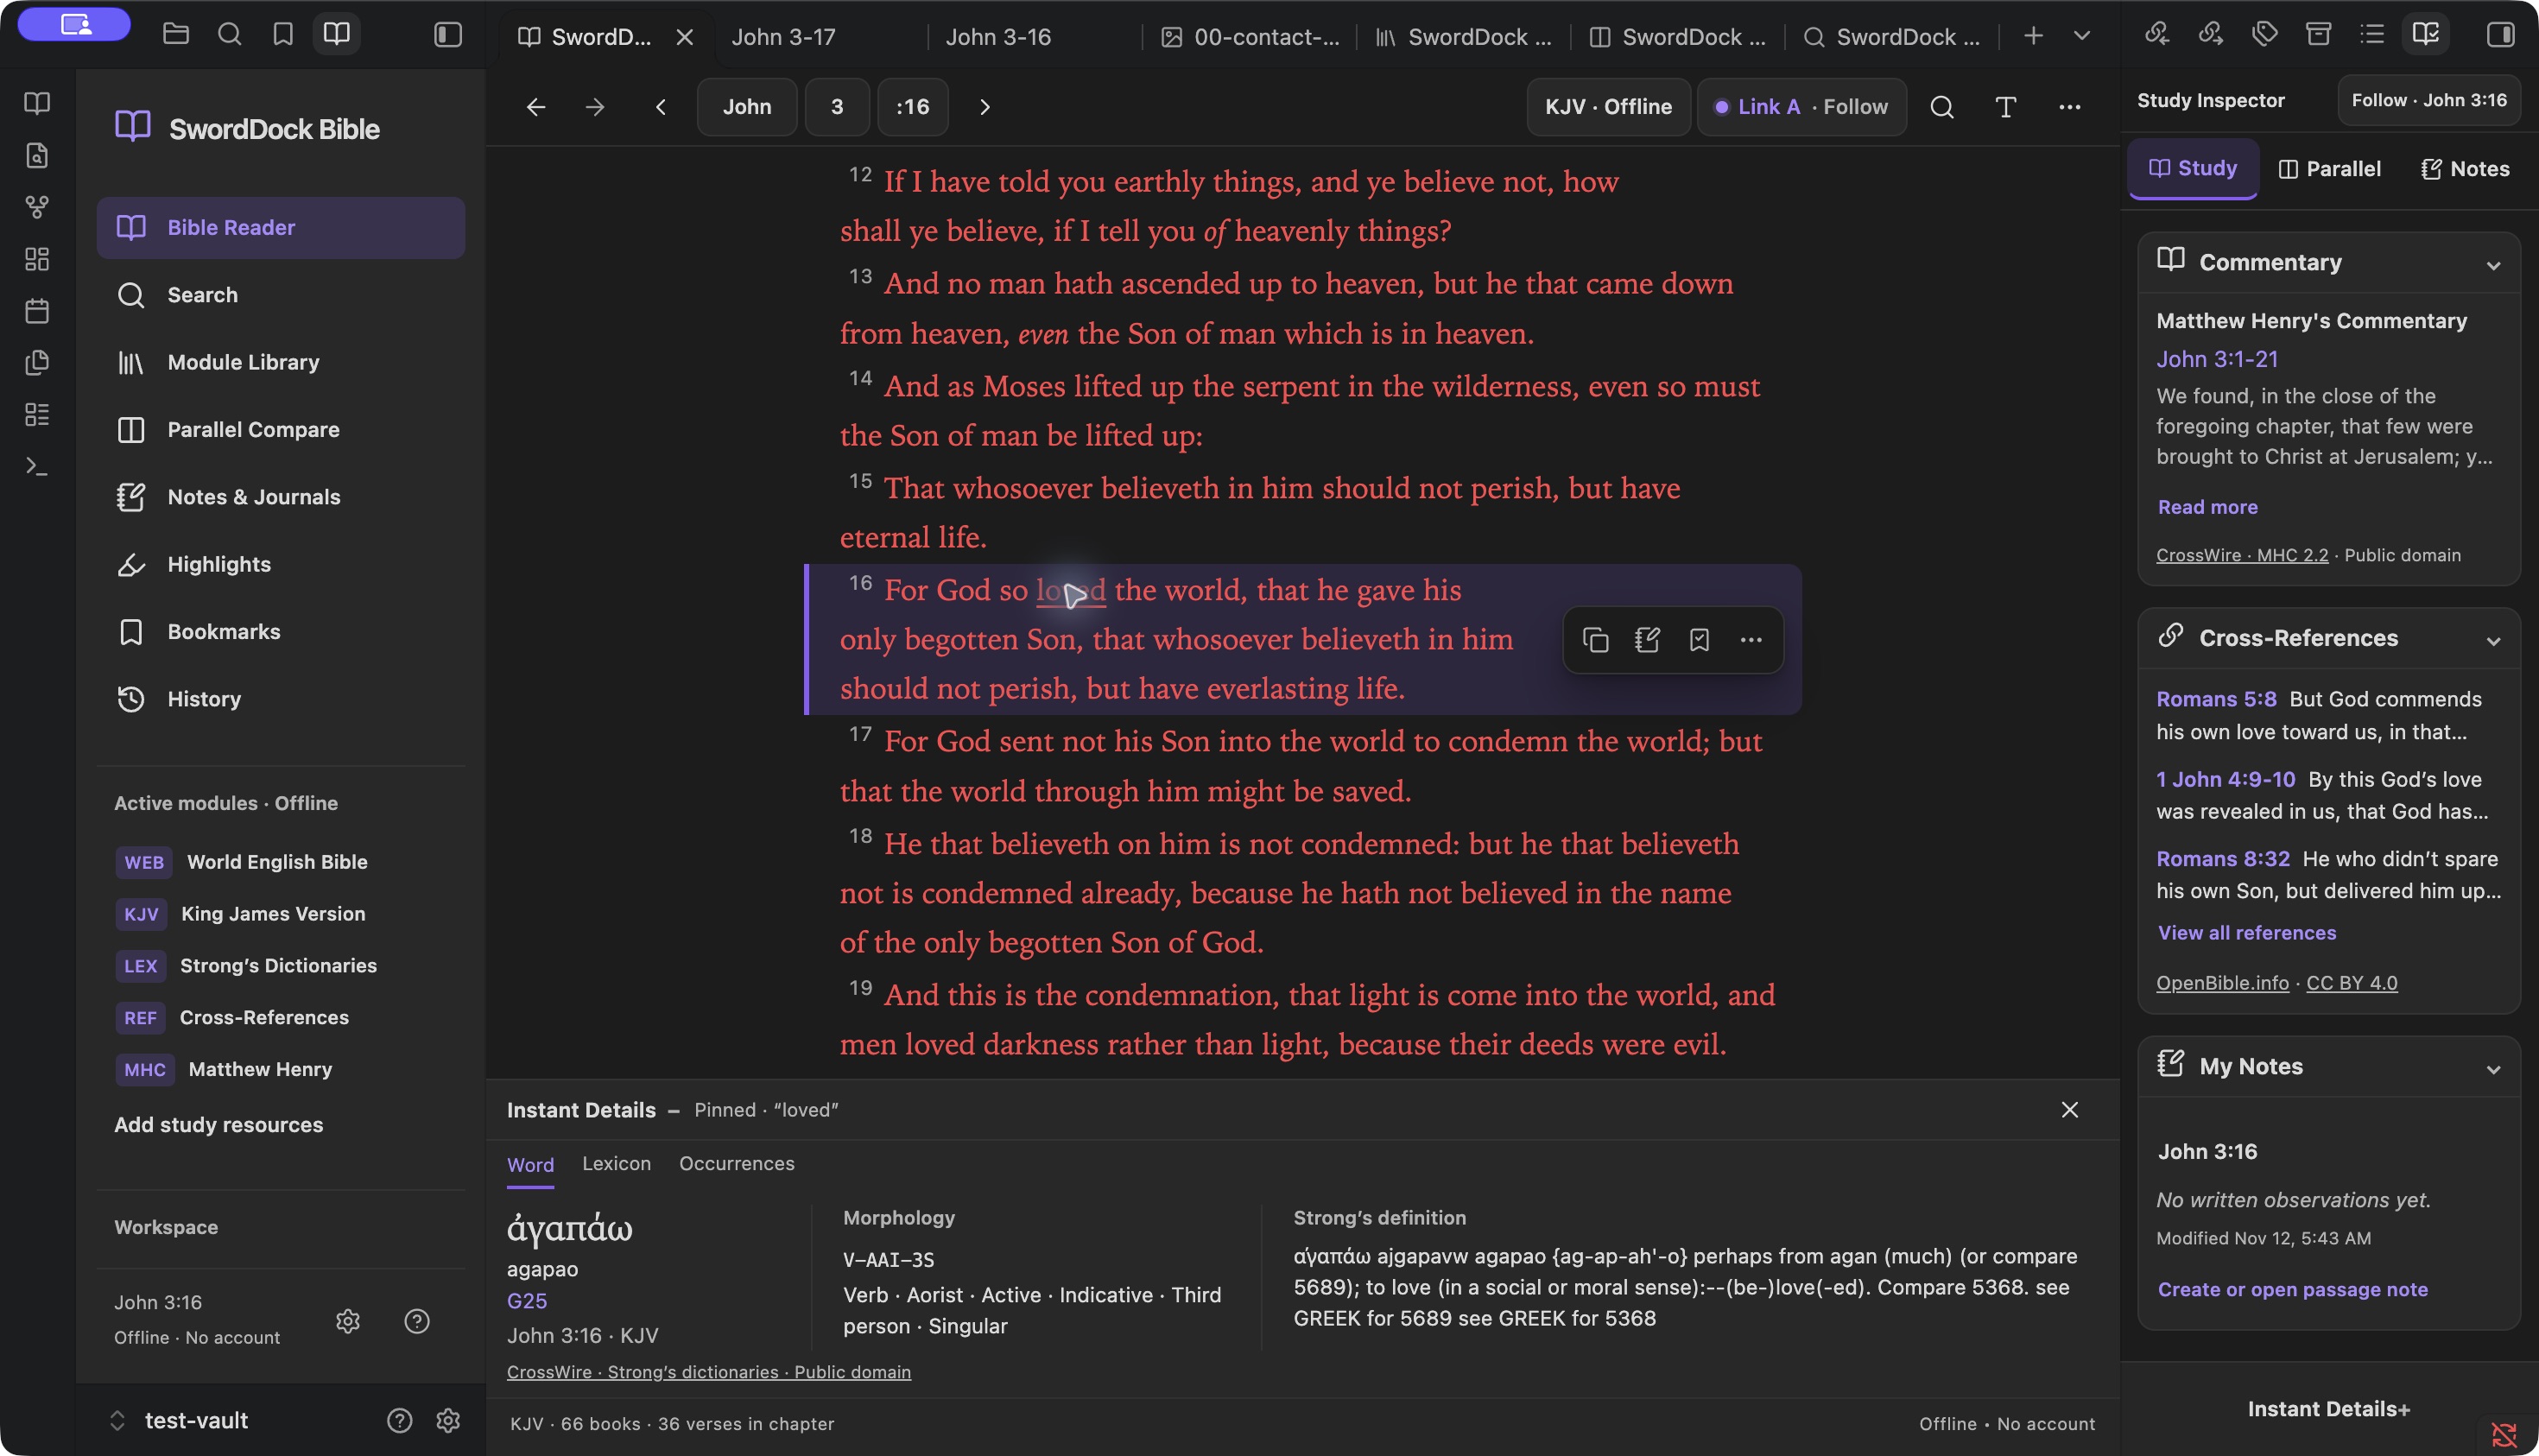 SwordD...
John 3-17
John 3-16
00-contact-...
SwordDock ...
SwordDock ...
SwordDock ...
SwordDock Bible
Bible Reader
Search
Module Library
Parallel Compare
Notes & Journals
Highlights
Bookmarks
History
Active modules · Offline
WEB World English Bible
KJV King James Version
LEX Strong’s Dictionaries
REF Cross-References
MHC Matthew Henry
Add study resources
Workspace
John 3:16
Offline · No account
test-vault
John 3 :16
KJV · Offline
Link A · Follow
12 If I have told you earthly things, and ye believe not, how
shall ye believe, if I tell you of heavenly things?
13 And no man hath ascended up to heaven, but he that came down
from heaven, even the Son of man which is in heaven.
14 And as Moses lifted up the serpent in the wilderness, even so must
the Son of man be lifted up:
15 That whosoever believeth in him should not perish, but have
eternal life.
16 For God so loved the world, that he gave his
only begotten Son, that whosoever believeth in him
should not perish, but have everlasting life.
17 For God sent not his Son into the world to condemn the world; but
that the world through him might be saved.
18 He that believeth on him is not condemned: but he that believeth
not is condemned already, because he hath not believed in the name
of the only begotten Son of God.
19 And this is the condemnation, that light is come into the world, and
men loved darkness rather than light, because their deeds were evil.
Instant Details – Pinned · “loved”
Word Lexicon Occurrences
ἀγαπάω
agapao
G25
John 3:16 · KJV
CrossWire · Strong’s dictionaries · Public domain
Morphology
V-AAI-3S
Verb · Aorist · Active · Indicative · Third
person · Singular
Strong’s definition
ἀγαπάω ajgapavw agapao {ag-ap-ah'-o} perhaps from agan (much) (or compare
5689); to love (in a social or moral sense):--(be-)love(-ed). Compare 5368. see
GREEK for 5689 see GREEK for 5368
KJV · 66 books · 36 verses in chapter
Offline • No account
Study Inspector
Follow · John 3:16
Study Parallel Notes
Commentary
Matthew Henry's Commentary
John 3:1-21
We found, in the close of the
foregoing chapter, that few were
brought to Christ at Jerusalem; y...
Read more
CrossWire · MHC 2.2 · Public domain
Cross-References
Romans 5:8 But God commends
his own love toward us, in that...
1 John 4:9-10 By this God’s love
was revealed in us, that God has...
Romans 8:32 He who didn’t spare
his own Son, but delivered him up...
View all references
OpenBible.info · CC BY 4.0
My Notes
John 3:16
No written observations yet.
Modified Nov 12, 5:43 AM
Create or open passage note
Instant Details+